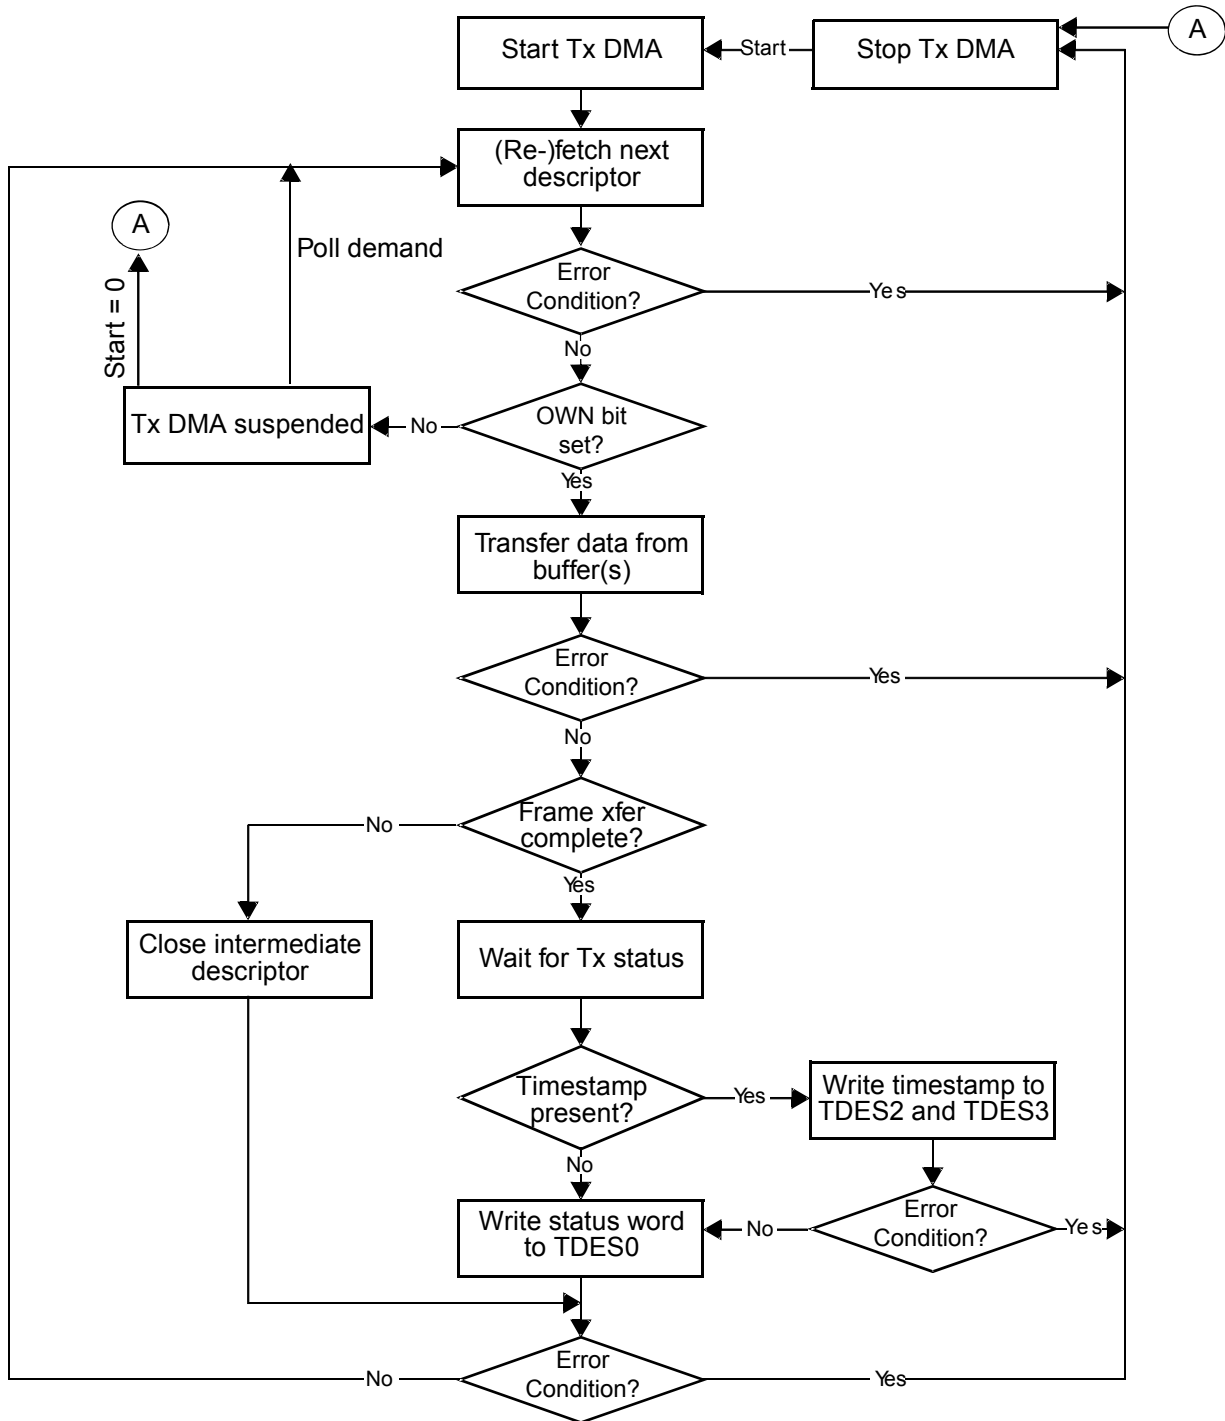 Start Tx DMA
Start
Stop Tx DMA
A
(Re-)fetch next
descriptor
A
Poll demand
Start = 0
Error
Condition?
Yes
No
Tx DMA suspended
No
OWN bit
set?
Yes
Transfer data from
buffer(s)
Error
Condition?
Yes
No
No
Frame xfer
complete?
Yes
Close intermediate
descriptor
Wait for Tx status
Timestamp
present?
Yes
Write timestamp to
TDES2 and TDES3
No
Write status word
to TDES0
No
Error
Condition?
Yes
No
Error
Condition?
Yes